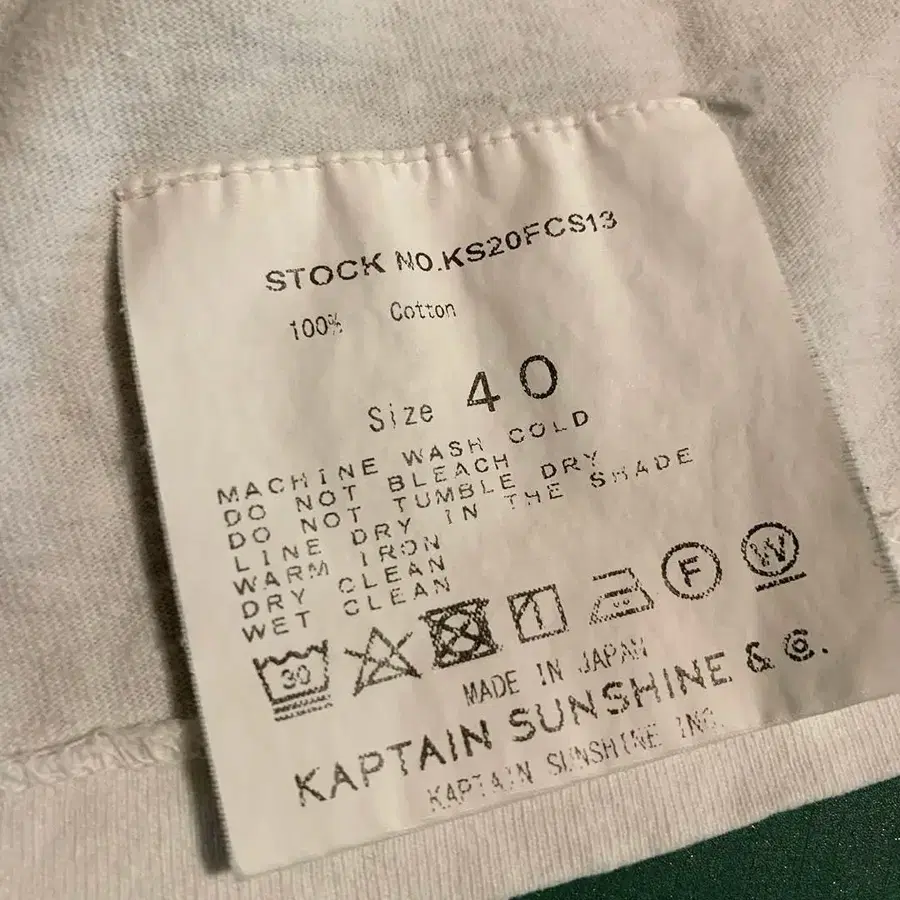 STOCK NO.KS20FCS13
100% Cotton
Size 40
MACHINE WASH COLD
DO NOT BLEACH
DO NOT TUMBLE DRY
LINE DRY IN THE SHADE
WARM IRON
DRY CLEAN
WET CLEAN
30 F W
MADE IN JAPAN
KAPTAIN SUNSHINE & Co.
KAPTAIN SUNSHINE INC.